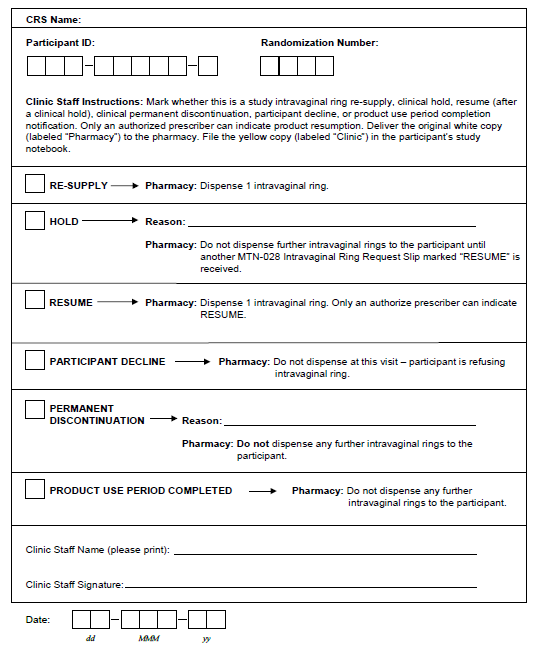 CRS Name:
Participant ID: Randomization Number:
Clinic Staff Instructions: Mark whether this is a study intravaginal ring re-supply, clinical hold, resume (after
a clinical hold), clinical permanent discontinuation, participant decline, or product use period completion
notification. Only an authorized prescriber can indicate product resumption. Deliver the original white copy
(labeled "Pharmacy") to the pharmacy. File the yellow copy (labeled "Clinic") in the participant's study
notebook.
RE-SUPPLY Pharmacy: Dispense 1 intravaginal ring.
HOLD Reason:
Pharmacy: Do not dispense further intravaginal rings to the participant until
another MTN-028 Intravaginal Ring Request Slip marked "RESUME" is
received.
RESUME Pharmacy: Dispense 1 intravaginal ring. Only an authorize prescriber can indicate
RESUME.
PARTICIPANT DECLINE Pharmacy: Do not dispense at this visit – participant is refusing
intravaginal ring.
PERMANENT
DISCONTINUATION Reason:
Pharmacy: Do not dispense any further intravaginal rings to the
participant.
PRODUCT USE PERIOD COMPLETED Pharmacy: Do not dispense any further
intravaginal rings to the participant.
Clinic Staff Name (please print):
Clinic Staff Signature:
Date:
dd MMM yy